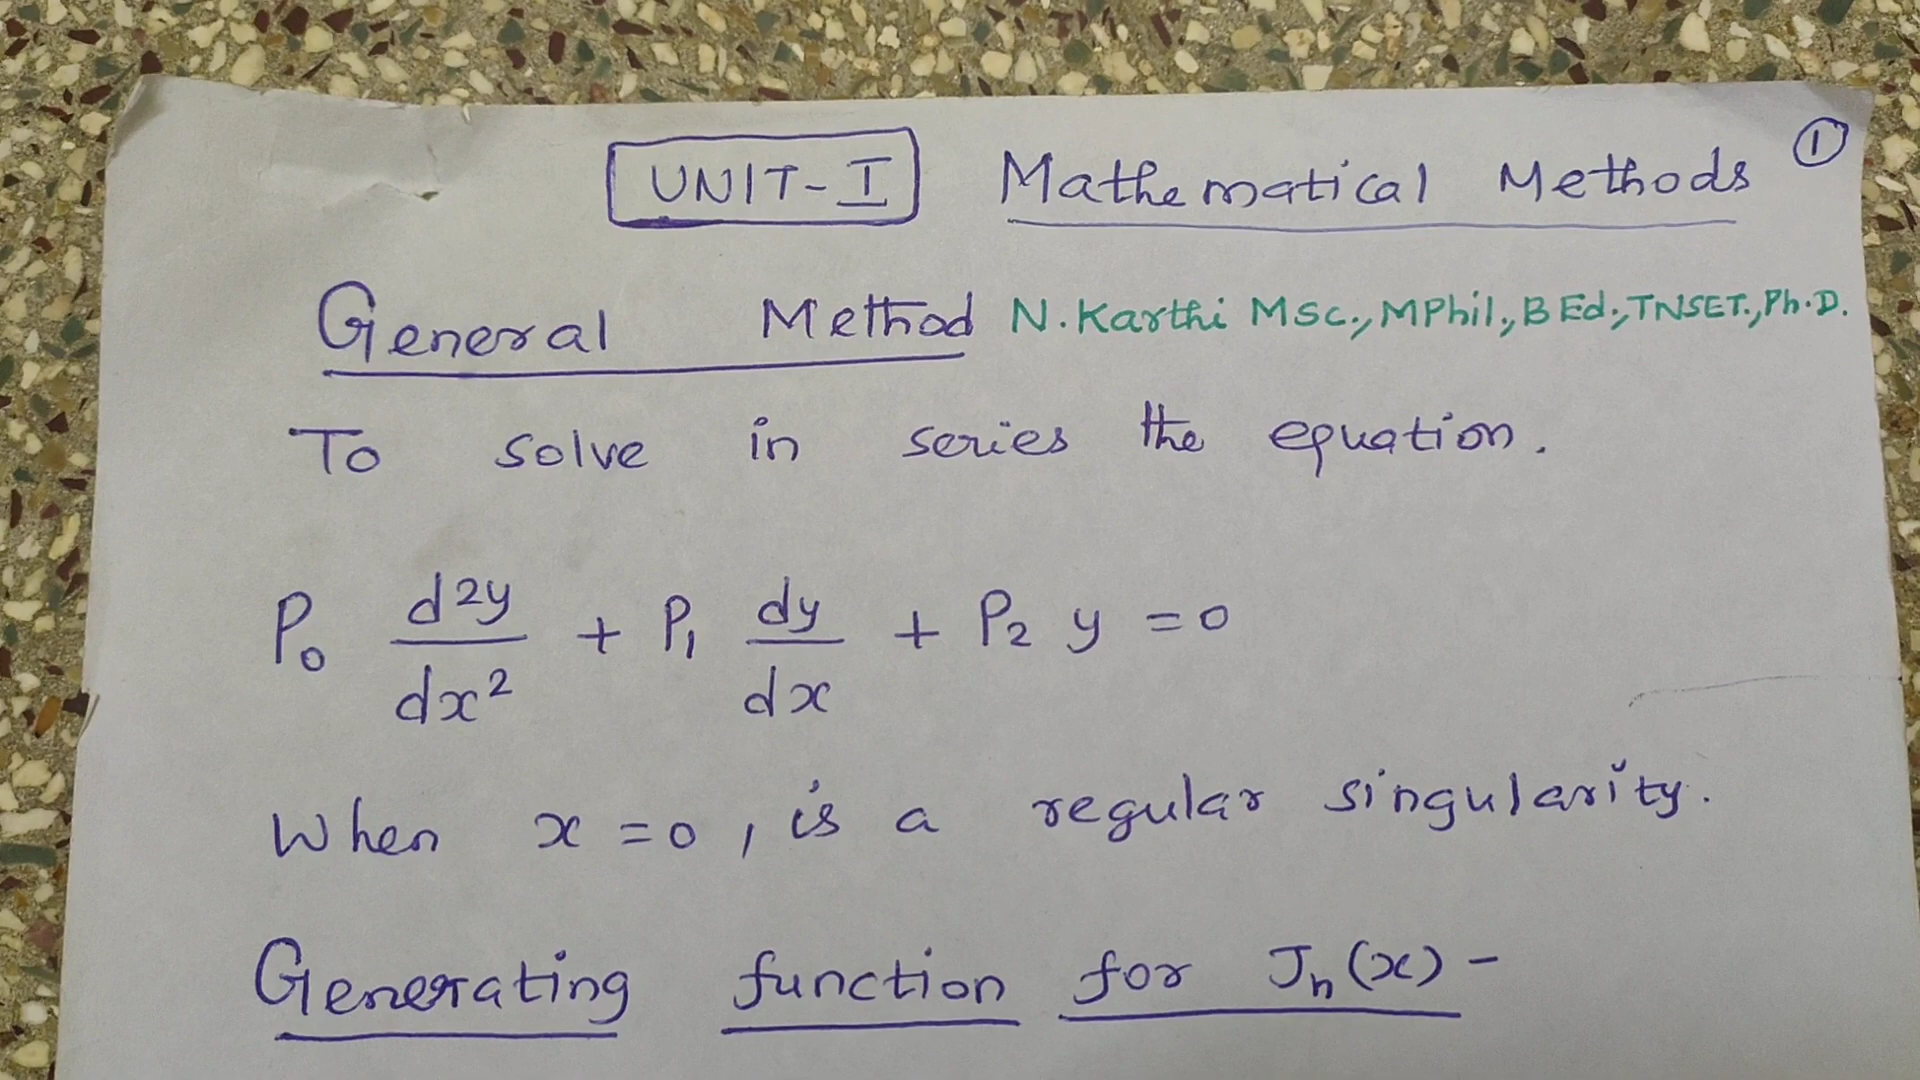 UNIT-I Mathematical Methods ①
General Method N. Karthi MSc., MPhil., B Ed., TNSET., Ph.D.
To solve in series the equation.
P₀ d2y/dx² + P₁ dy/dx + P₂ y = 0
When x = 0, is a regular singularity.
Generating function for Jₙ(x) -